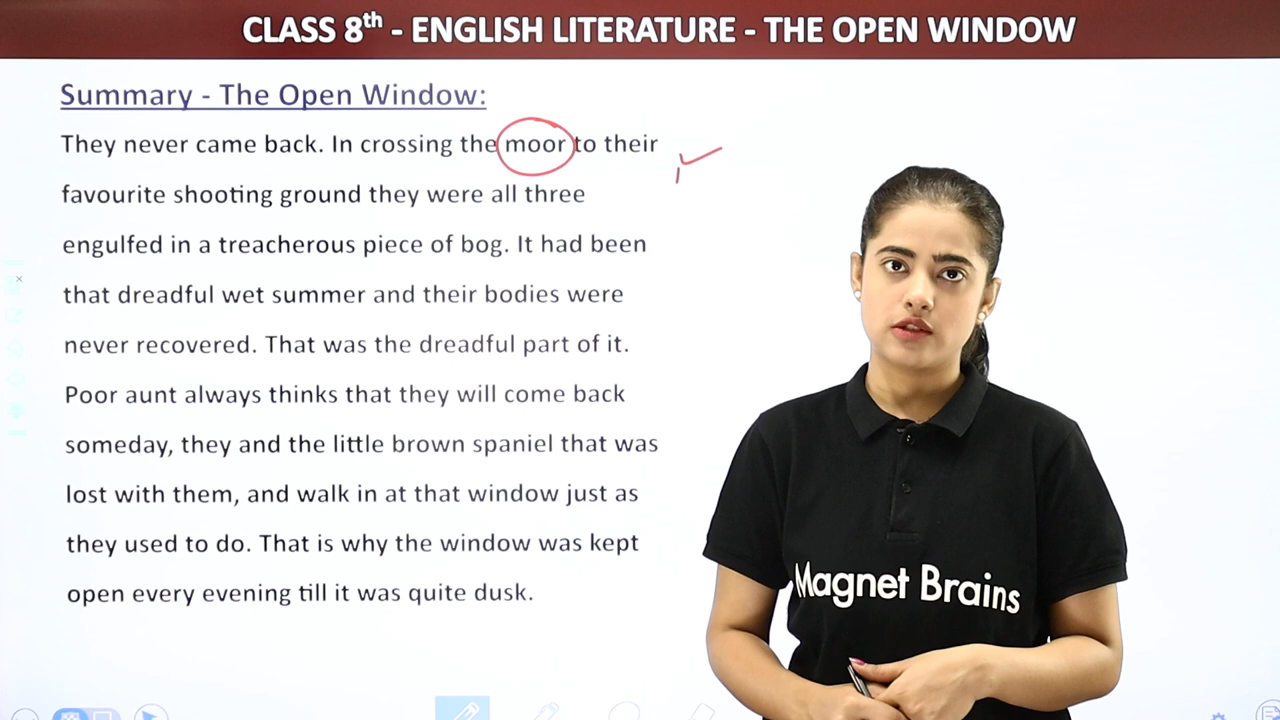 CLASS 8th - ENGLISH LITERATURE - THE OPEN WINDOW
Summary - The Open Window:
They never came back. In crossing the moor to their
favourite shooting ground they were all three
engulfed in a treacherous piece of bog. It had been
that dreadful wet summer and their bodies were
never recovered. That was the dreadful part of it.
Poor aunt always thinks that they will come back
someday, they and the little brown spaniel that was
lost with them, and walk in at that window just as
they used to do. That is why the window was kept
open every evening till it was quite dusk.
Magnet Brains